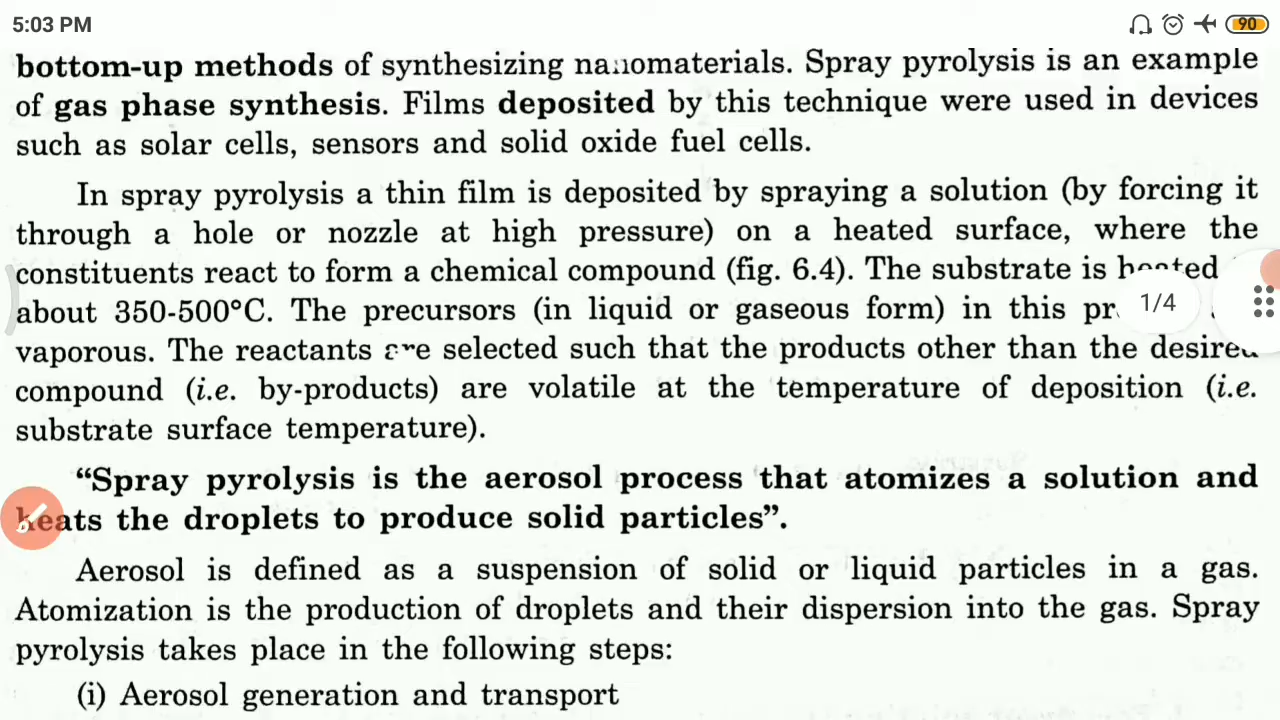 5:03 PM
90
bottom-up methods of synthesizing nanomaterials. Spray pyrolysis is an example
of gas phase synthesis. Films deposited by this technique were used in devices
such as solar cells, sensors and solid oxide fuel cells.
In spray pyrolysis a thin film is deposited by spraying a solution (by forcing it
through a hole or nozzle at high pressure) on a heated surface, where the
constituents react to form a chemical compound (fig. 6.4). The substrate is heated
about 350-500°C. The precursors (in liquid or gaseous form) in this
1/4
vaporous. The reactants are selected such that the products other than the desired
compound (i.e. by-products) are volatile at the temperature of deposition (i.e.
substrate surface temperature).
“Spray pyrolysis is the aerosol process that atomizes a solution and
heats the droplets to produce solid particles”.
Aerosol is defined as a suspension of solid or liquid particles in a gas.
Atomization is the production of droplets and their dispersion into the gas. Spray
pyrolysis takes place in the following steps:
(i) Aerosol generation and transport